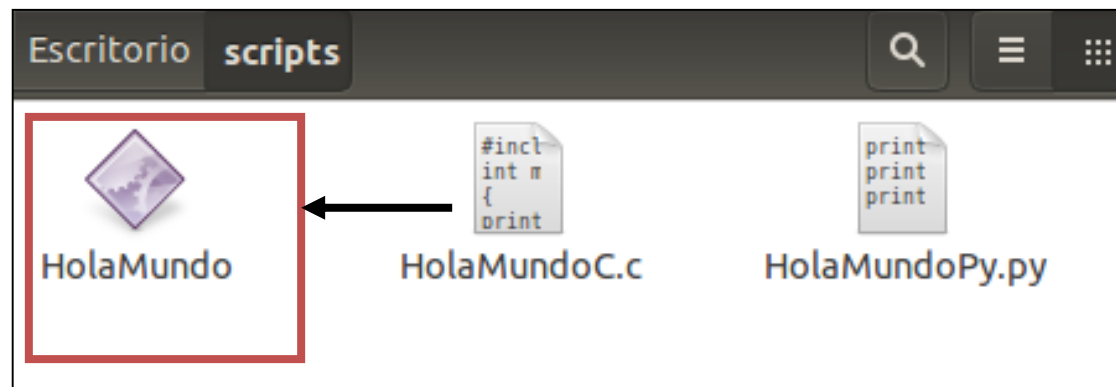 Escritorio scripts
#incl
int m
{
print
print
print
print
HolaMundo
HolaMundoC.c
HolaMundoPy.py